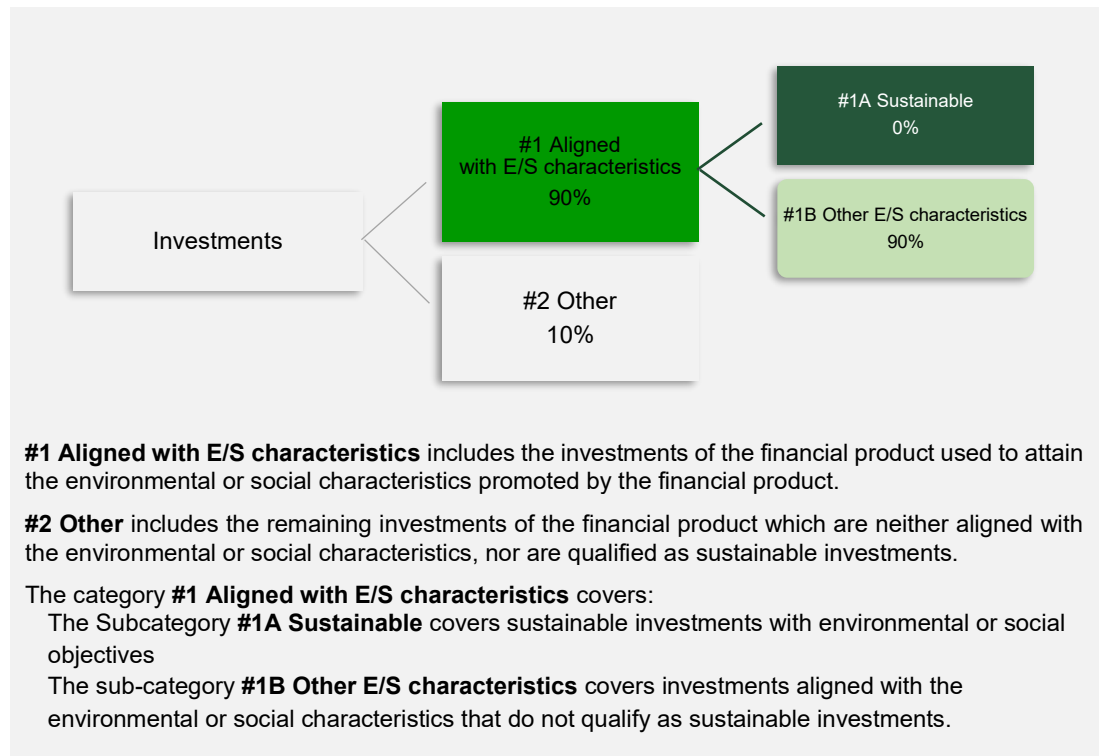 Investments
#1 Aligned
with E/S characteristics
90%
#2 Other
10%
#1A Sustainable
0%
#1B Other E/S characteristics
90%
#1 Aligned with E/S characteristics includes the investments of the financial product used to attain
the environmental or social characteristics promoted by the financial product.
#2 Other includes the remaining investments of the financial product which are neither aligned with
the environmental or social characteristics, nor are qualified as sustainable investments.
The category #1 Aligned with E/S characteristics covers:
The Subcategory #1A Sustainable covers sustainable investments with environmental or social
objectives
The sub-category #1B Other E/S characteristics covers investments aligned with the
environmental or social characteristics that do not qualify as sustainable investments.